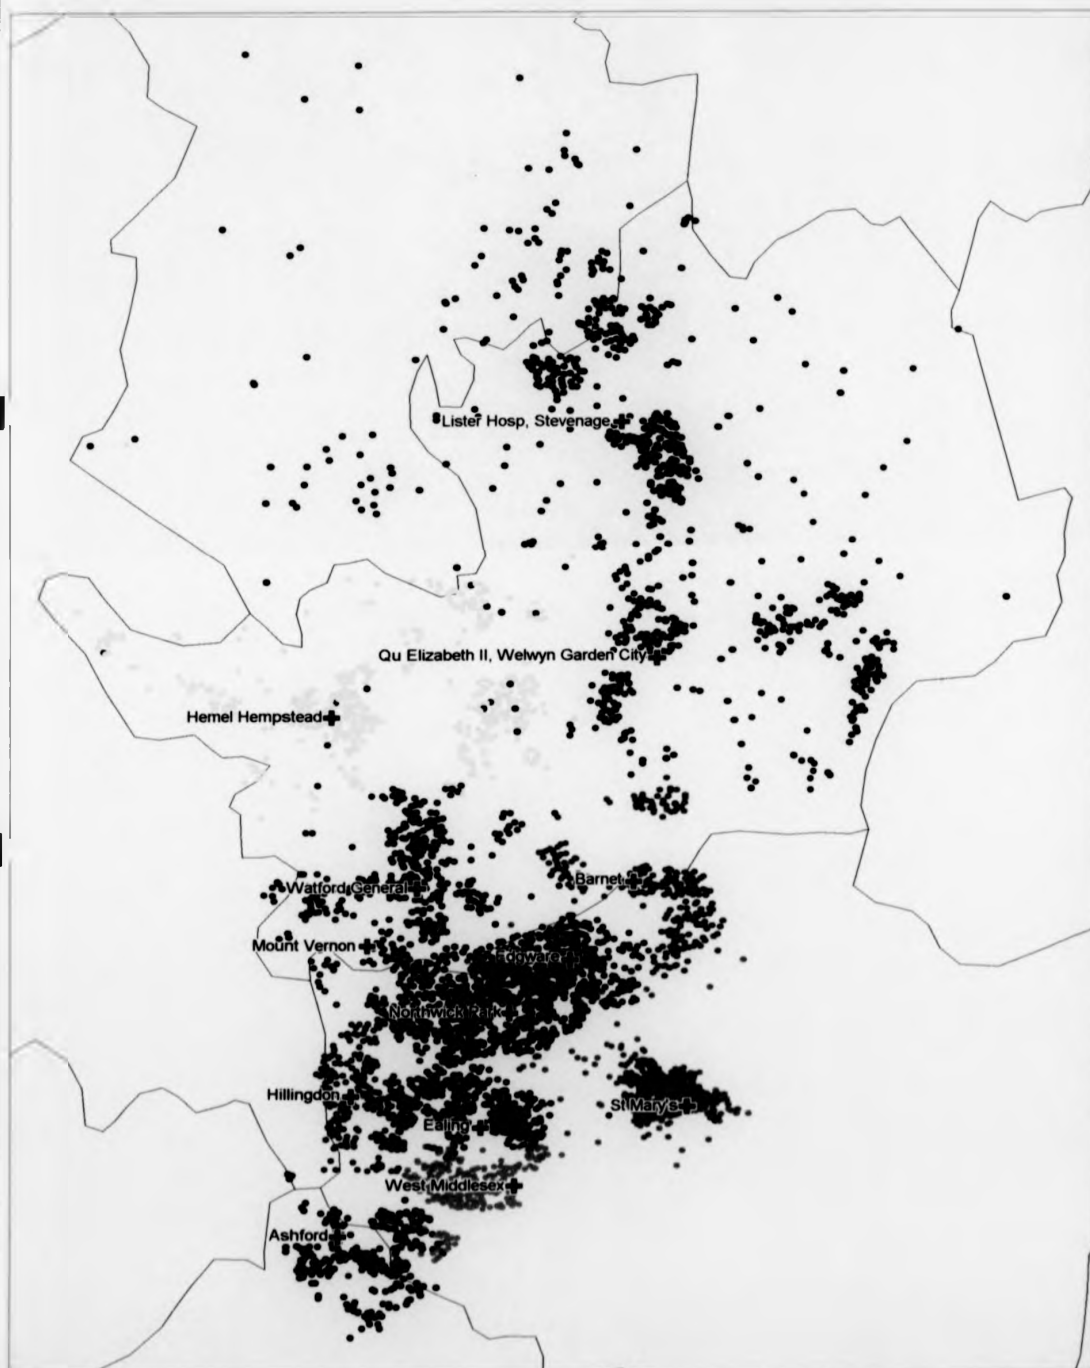 Lister Hosp, Stevenage
Qu Elizabeth II, Welwyn Garden City
Hemel Hempstead
Watford General
Barnet
Mount Vernon
Edgware
Northwick Park
Hillingdon
St Mary's
Ealing
West Middlesex
Ashford